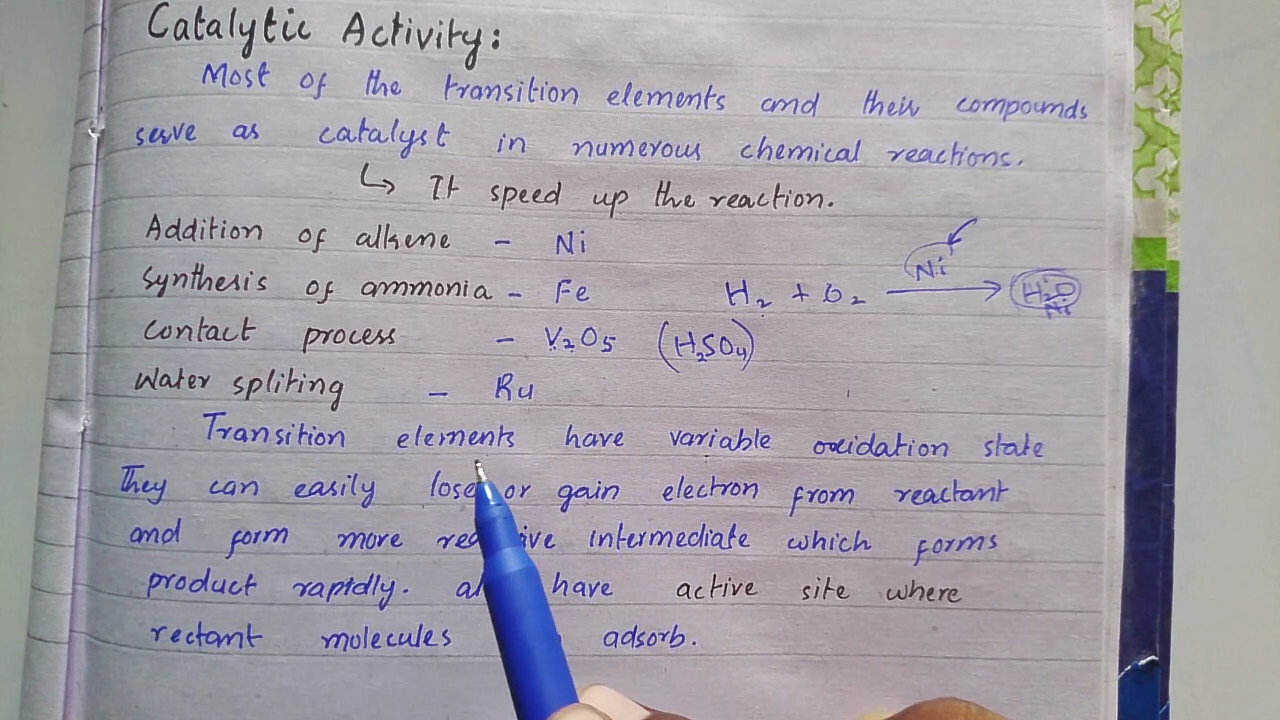 Catalytic Activity:
Most of the transition elements and their compounds
serve as catalyst in numerous chemical reactions.
↳ It speed up the reaction.
Addition of alkene - Ni
Synthesis of ammonia - Fe
H₂ + O₂ Ni → H₂O Ni
Contact process - V₂O₅ (H₂SO₄)
Water spliting - Ru
Transition elements have variable oxidation state
They can easily lose or gain electron from reactant
and form more intermediate which forms
product rapidly. have active site where
rectant molecules adsorb.